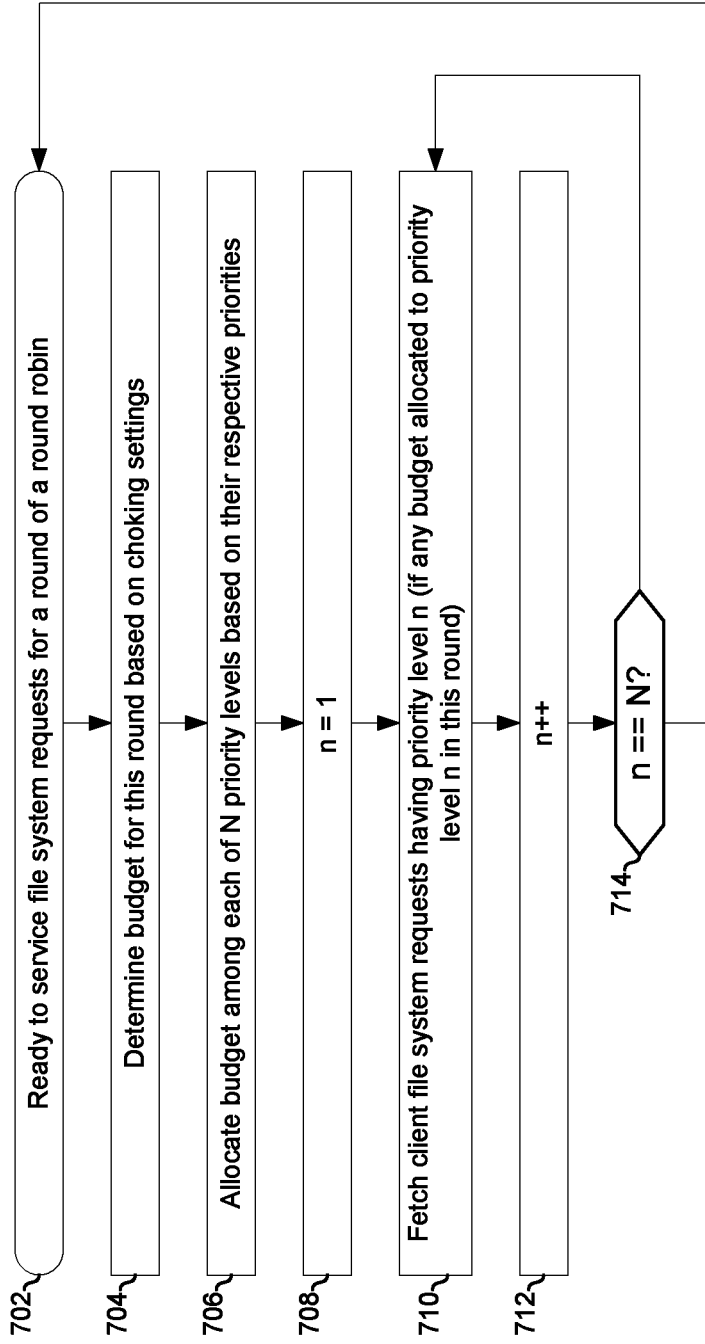 702
Ready to service file system requests for a round of a round robin
704
Determine budget for this round based on choking settings
706
Allocate budget among each of N priority levels based on their respective priorities
708
n = 1
710
Fetch client file system requests having priority level n (if any budget allocated to priority
level n in this round)
712
n++
714
n == N?